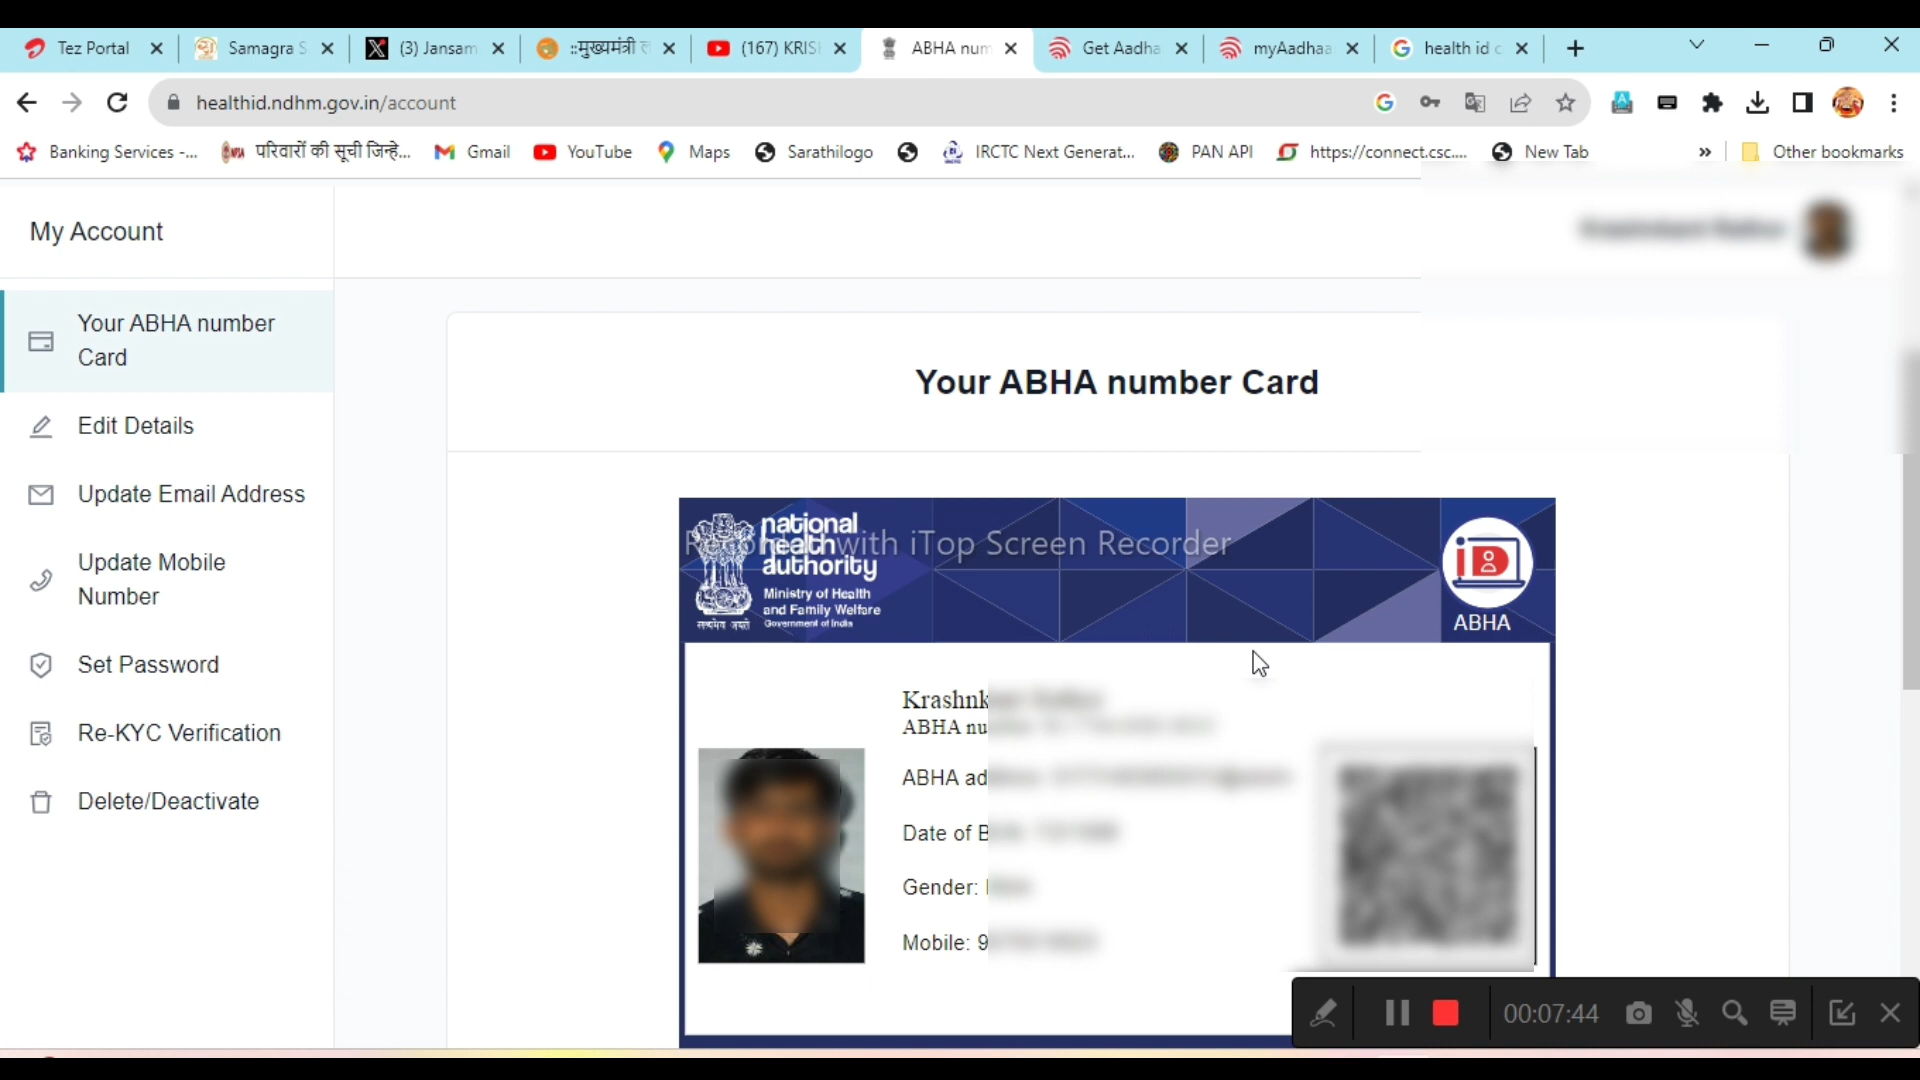 Tez Portal
Samagra S
(3) Jansam
::मुख्यमंत्री ल
(167) KRIS
ABHA num
Get Aadha
myAadhaa
health id c
healthid.ndhm.gov.in/account
Banking Services -...
परिवारों की सूची जिन्हे...
Gmail
YouTube
Maps
Sarathilogo
IRCTC Next Generat...
PAN API
https://connect.csc....
New Tab
»
Other bookmarks
My Account
Your ABHA number
Card
Edit Details
Update Email Address
Update Mobile
Number
Set Password
Re-KYC Verification
Delete/Deactivate
Your ABHA number Card
national
health
authority
Ministry of Health
and Family Welfare
Government of India
सत्यमेव जयते
with iTop Screen Recorder
iD
ABHA
Krashnk
ABHA nu
ABHA ad
Date of B
Gender:
Mobile: 9
00:07:44